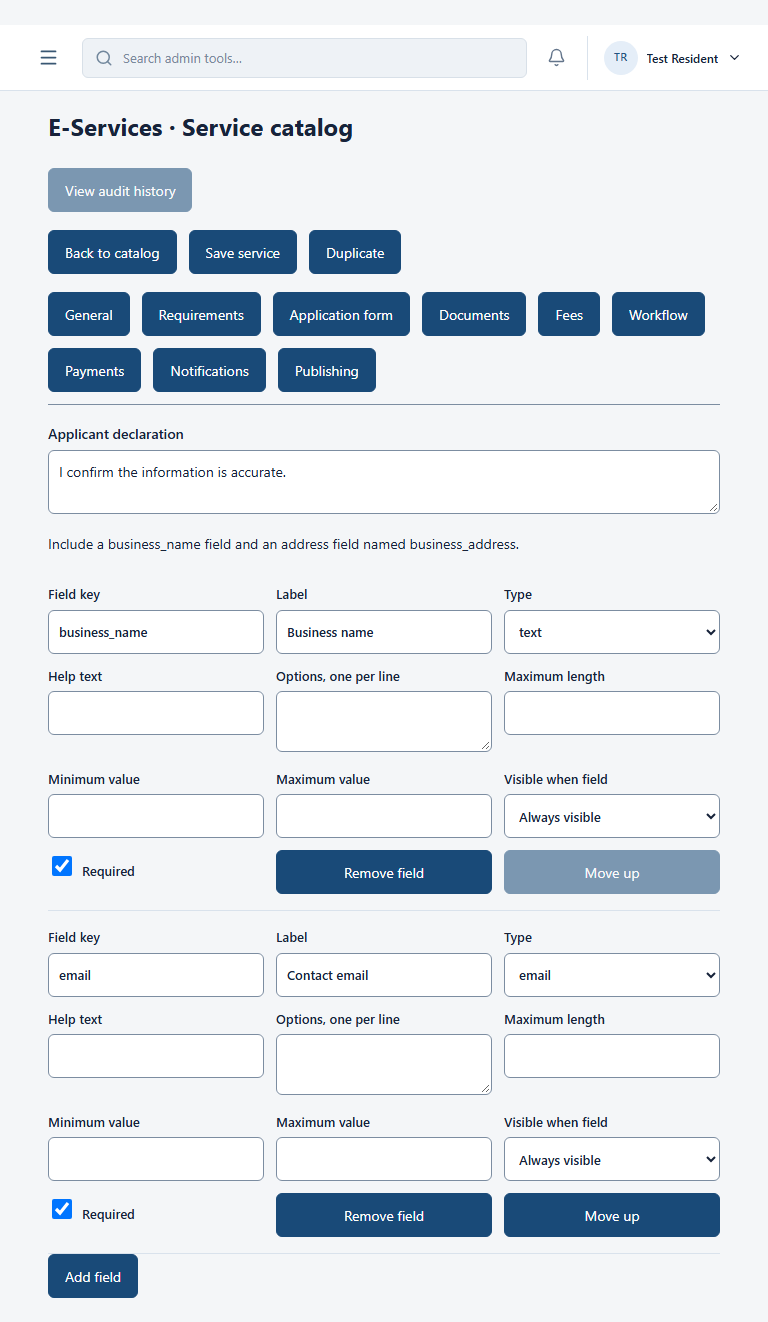 Search admin tools...
TR
Test Resident
E-Services · Service catalog
View audit history
Back to catalog Save service Duplicate
General Requirements Application form Documents Fees Workflow
Payments Notifications Publishing
Applicant declaration
I confirm the information is accurate.
Include a business_name field and an address field named business_address.
Field key Label Type
business_name Business name text
Help text Options, one per line Maximum length
Minimum value Maximum value Visible when field
Always visible
Required Remove field Move up
Field key Label Type
email Contact email email
Help text Options, one per line Maximum length
Minimum value Maximum value Visible when field
Always visible
Required Remove field Move up
Add field